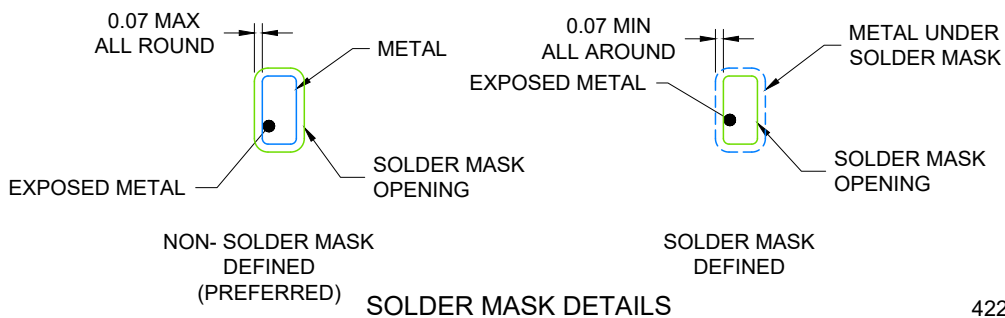 0.07 MAX
ALL ROUND
METAL
EXPOSED METAL
SOLDER MASK
OPENING
NON- SOLDER MASK
DEFINED
(PREFERRED)
0.07 MIN
ALL AROUND
METAL UNDER
SOLDER MASK
EXPOSED METAL
SOLDER MASK
OPENING
SOLDER MASK
DEFINED
SOLDER MASK DETAILS
422